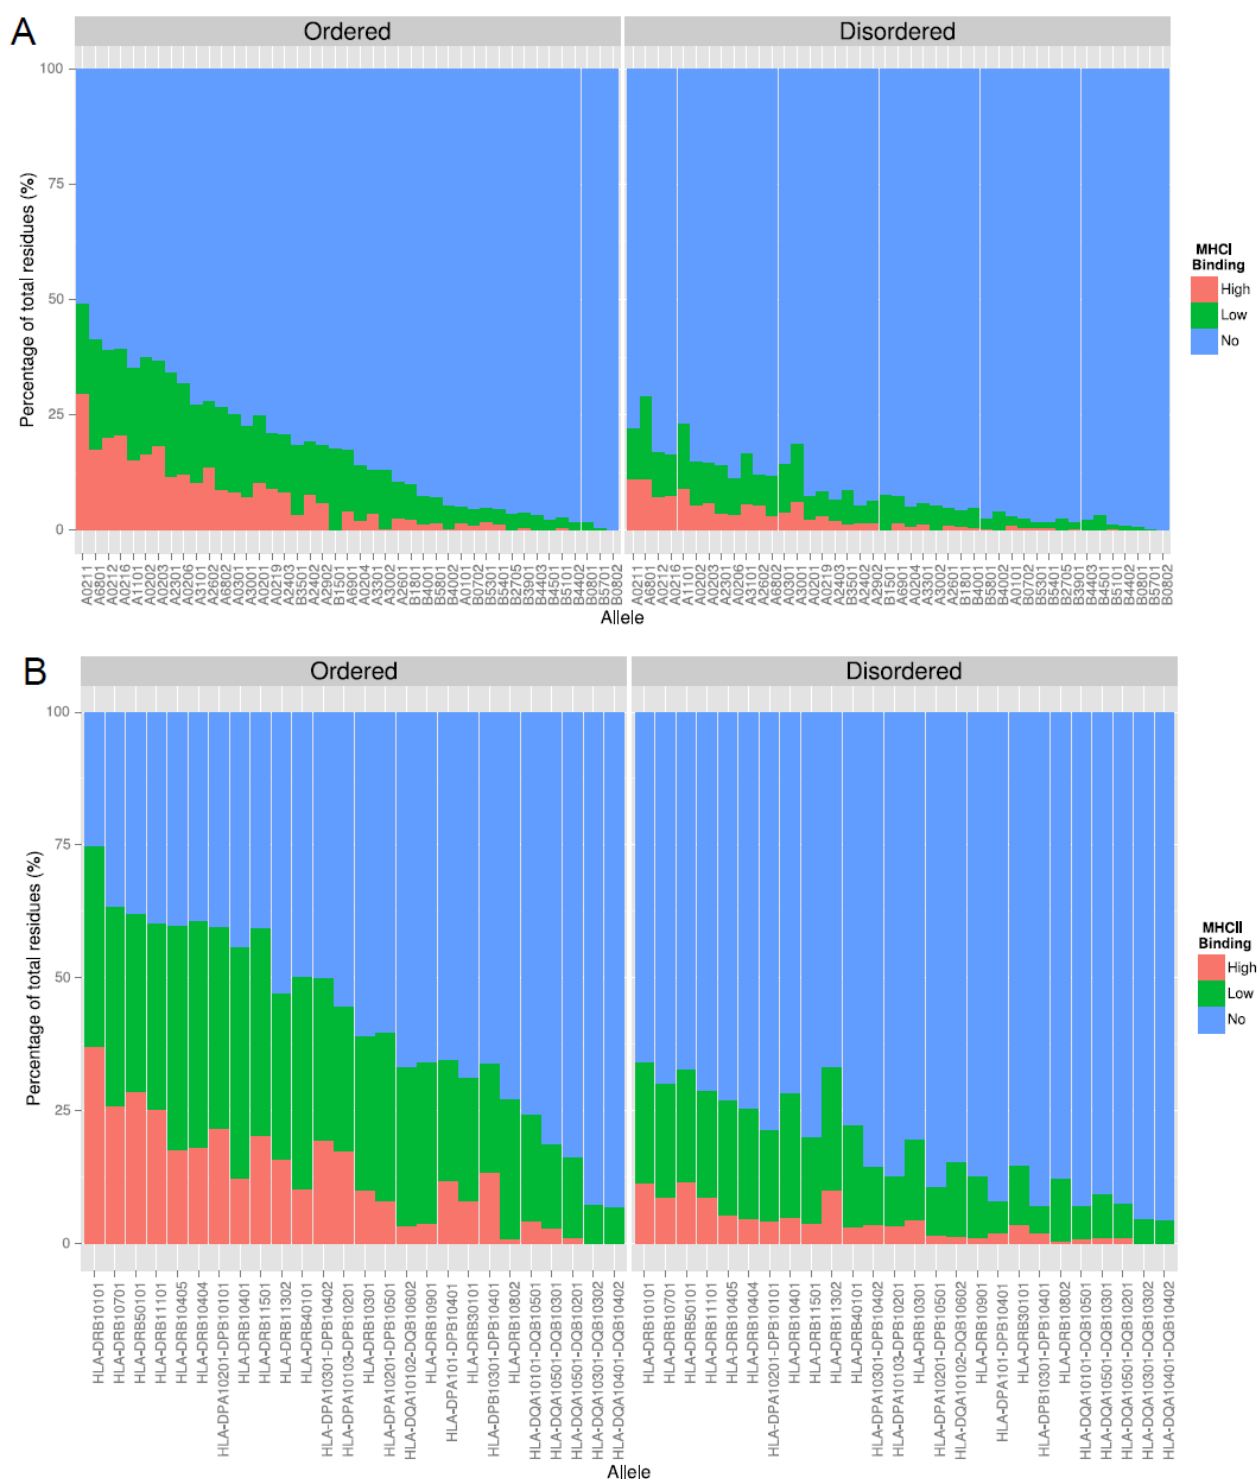 A
Ordered
Disordered
Percentage of total residues (%)
100
75
50
25
0
A0211
A6801
A0212
A0216
A1101
A0202
A0203
A2301
A0206
A3101
A2602
A6802
A0301
A3001
A0201
A0219
A2403
B3501
A2402
A2902
B1501
A6901
A0204
A3301
A3002
A2601
B1801
B4001
B5801
B4002
A0101
B0702
B5301
B5401
B2705
B3901
B4403
B4501
B5101
B4402
B0801
B5701
B0802
A0211
A6801
A0212
A0216
A1101
A0202
A0203
A2301
A0206
A3101
A2602
A6802
A0301
A3001
A0201
A0219
A2403
B3501
A2402
A2902
B1501
A6901
A0204
A3301
A3002
A2601
B1801
B4001
B5801
B4002
A0101
B0702
B5301
B5401
B2705
B3901
B4403
B4501
B5101
B4402
B0801
B5701
B0802
Allele
MHCI
Binding
High
Low
No
B
Ordered
Disordered
Percentage of total residues (%)
100
75
50
25
0
HLA-DRB10101
HLA-DRB10701
HLA-DRB50101
HLA-DRB11101
HLA-DRB10405
HLA-DRB10404
HLA-DPA10201-DPB10101
HLA-DRB10401
HLA-DRB11501
HLA-DRB11302
HLA-DRB40101
HLA-DPA10301-DPB10402
HLA-DPA10103-DPB10201
HLA-DRB10301
HLA-DPA10201-DPB10501
HLA-DQA10102-DQB10602
HLA-DRB10901
HLA-DPA101-DPB10401
HLA-DRB30101
HLA-DPB10301-DPB10401
HLA-DRB10802
HLA-DQA10101-DQB10501
HLA-DQA10501-DQB10301
HLA-DQA10501-DQB10201
HLA-DQA10301-DQB10302
HLA-DQA10401-DQB10402
HLA-DRB10101
HLA-DRB10701
HLA-DRB50101
HLA-DRB11101
HLA-DRB10405
HLA-DRB10404
HLA-DPA10201-DPB10101
HLA-DRB10401
HLA-DRB11501
HLA-DRB11302
HLA-DRB40101
HLA-DPA10301-DPB10402
HLA-DPA10103-DPB10201
HLA-DRB10301
HLA-DPA10201-DPB10501
HLA-DQA10102-DQB10602
HLA-DRB10901
HLA-DPA101-DPB10401
HLA-DRB30101
HLA-DPB10301-DPB10401
HLA-DRB10802
HLA-DQA10101-DQB10501
HLA-DQA10501-DQB10301
HLA-DQA10501-DQB10201
HLA-DQA10301-DQB10302
HLA-DQA10401-DQB10402
Allele
MHCII
Binding
High
Low
No